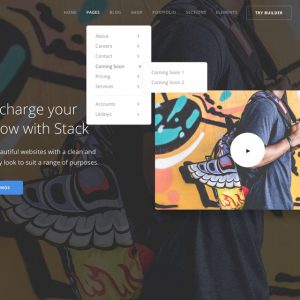 HOME PAGES BLOG SHOP PORTFOLIO SECTIONS ELEMENTS TRY BUILDER
About
Careers
Contact
Coming Soon
Pricing
Services
Accounts
Utilities
Coming Soon 1
Coming Soon 2
charge your
ow with Stack
autiful websites with a clean and
y look to suit a range of purposes.